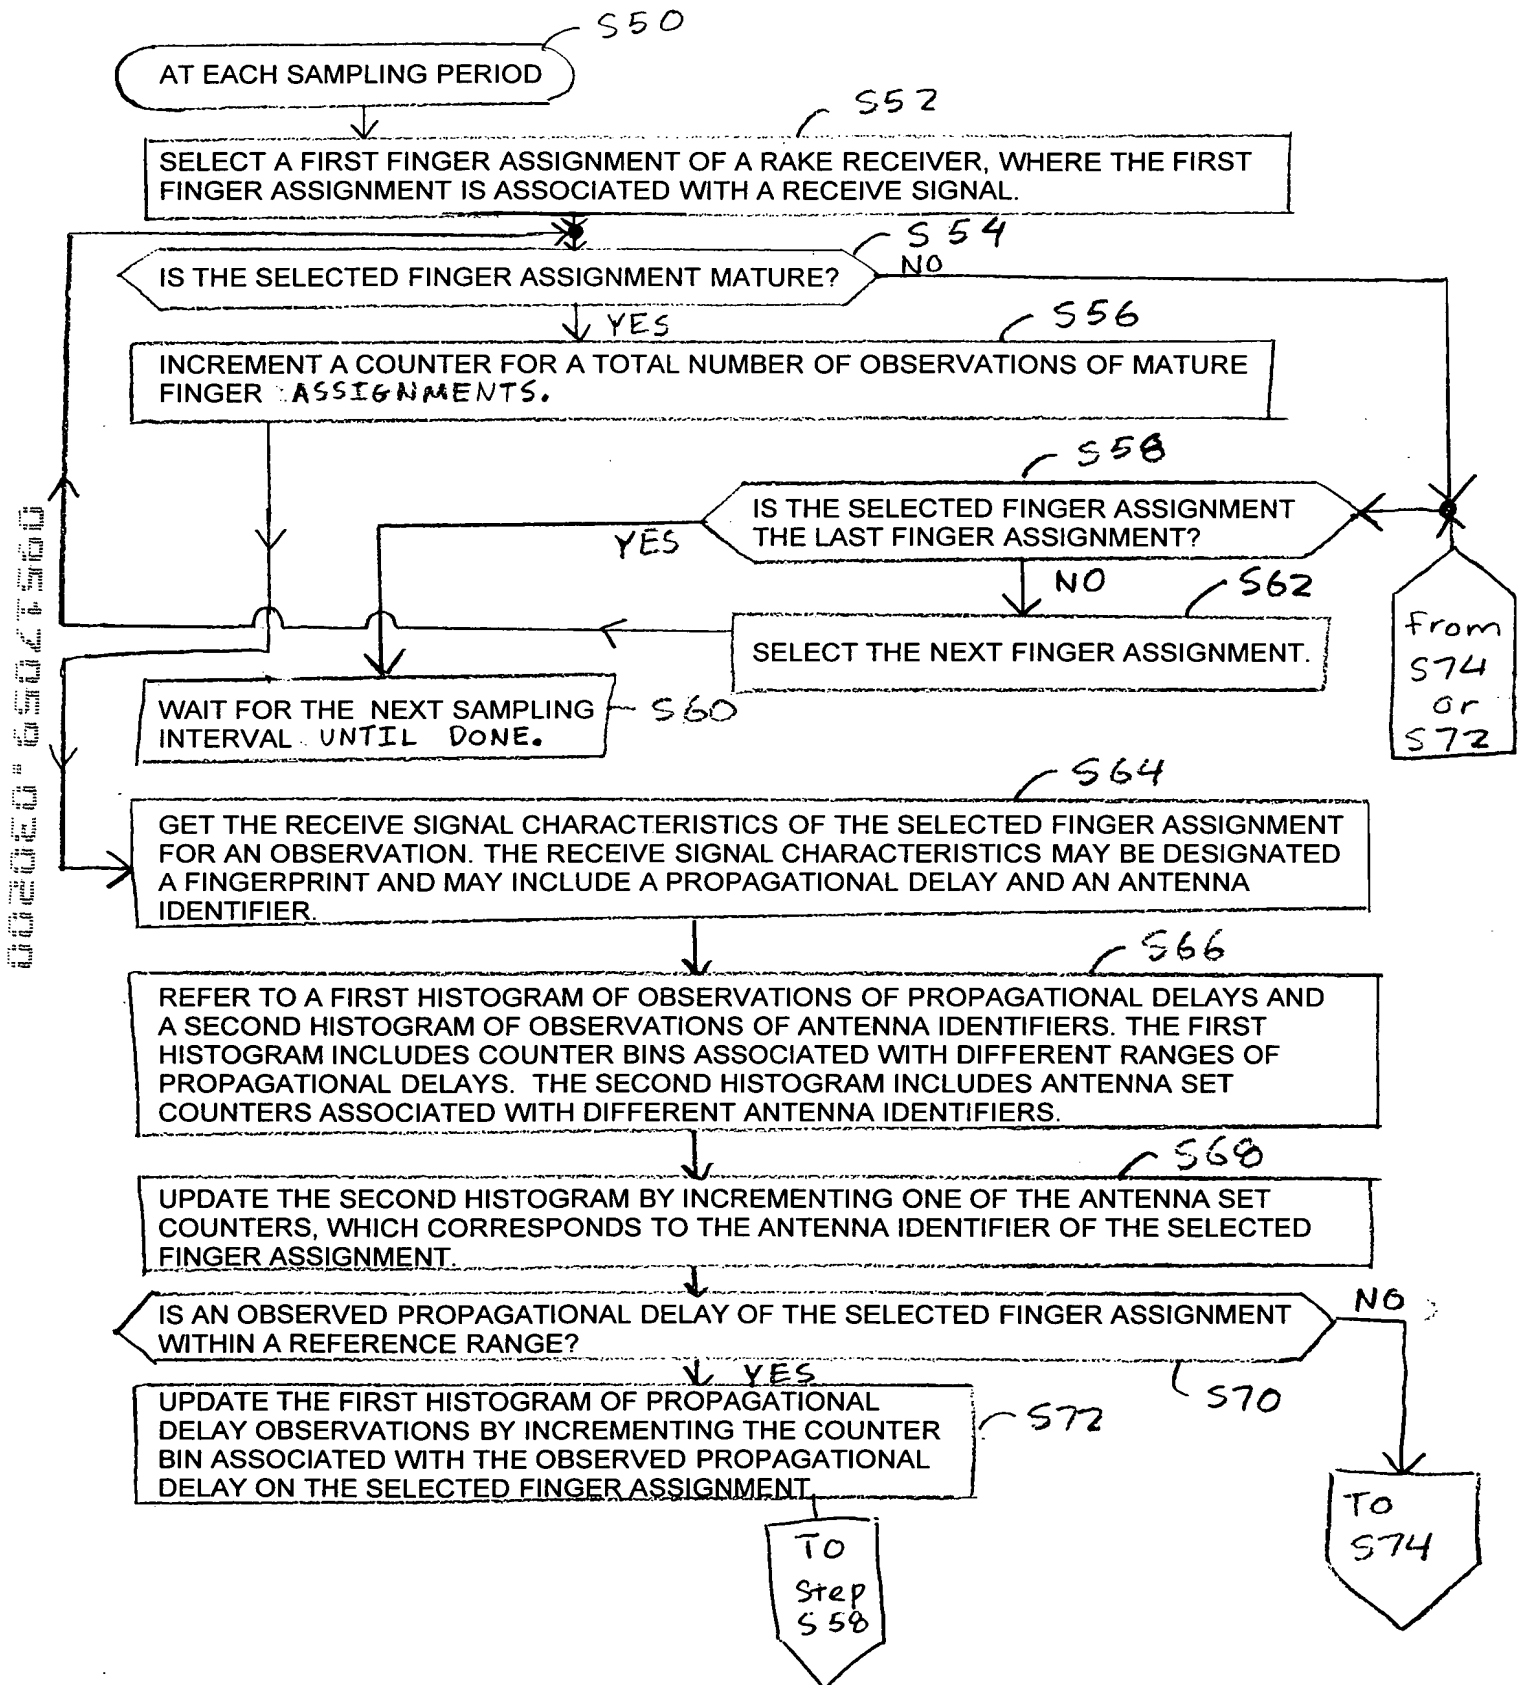 S50
AT EACH SAMPLING PERIOD
S52
SELECT A FIRST FINGER ASSIGNMENT OF A RAKE RECEIVER, WHERE THE FIRST
FINGER ASSIGNMENT IS ASSOCIATED WITH A RECEIVE SIGNAL.
S54
IS THE SELECTED FINGER ASSIGNMENT MATURE?
NO
YES
S56
INCREMENT A COUNTER FOR A TOTAL NUMBER OF OBSERVATIONS OF MATURE
FINGER ASSIGNMENTS.
S58
IS THE SELECTED FINGER ASSIGNMENT
THE LAST FINGER ASSIGNMENT?
YES
NO
S62
SELECT THE NEXT FINGER ASSIGNMENT.
from
S74
or
S72
WAIT FOR THE NEXT SAMPLING
INTERVAL UNTIL DONE.
S60
S64
GET THE RECEIVE SIGNAL CHARACTERISTICS OF THE SELECTED FINGER ASSIGNMENT
FOR AN OBSERVATION. THE RECEIVE SIGNAL CHARACTERISTICS MAY BE DESIGNATED
A FINGERPRINT AND MAY INCLUDE A PROPAGATIONAL DELAY AND AN ANTENNA
IDENTIFIER.
S66
REFER TO A FIRST HISTOGRAM OF OBSERVATIONS OF PROPAGATIONAL DELAYS AND
A SECOND HISTOGRAM OF OBSERVATIONS OF ANTENNA IDENTIFIERS. THE FIRST
HISTOGRAM INCLUDES COUNTER BINS ASSOCIATED WITH DIFFERENT RANGES OF
PROPAGATIONAL DELAYS. THE SECOND HISTOGRAM INCLUDES ANTENNA SET
COUNTERS ASSOCIATED WITH DIFFERENT ANTENNA IDENTIFIERS.
S68
UPDATE THE SECOND HISTOGRAM BY INCREMENTING ONE OF THE ANTENNA SET
COUNTERS, WHICH CORRESPONDS TO THE ANTENNA IDENTIFIER OF THE SELECTED
FINGER ASSIGNMENT.
IS AN OBSERVED PROPAGATIONAL DELAY OF THE SELECTED FINGER ASSIGNMENT
WITHIN A REFERENCE RANGE?
NO
YES
S70
UPDATE THE FIRST HISTOGRAM OF PROPAGATIONAL
DELAY OBSERVATIONS BY INCREMENTING THE COUNTER
BIN ASSOCIATED WITH THE OBSERVED PROPAGATIONAL
DELAY ON THE SELECTED FINGER ASSIGNMENT
S72
TO
Step
S58
TO
S74